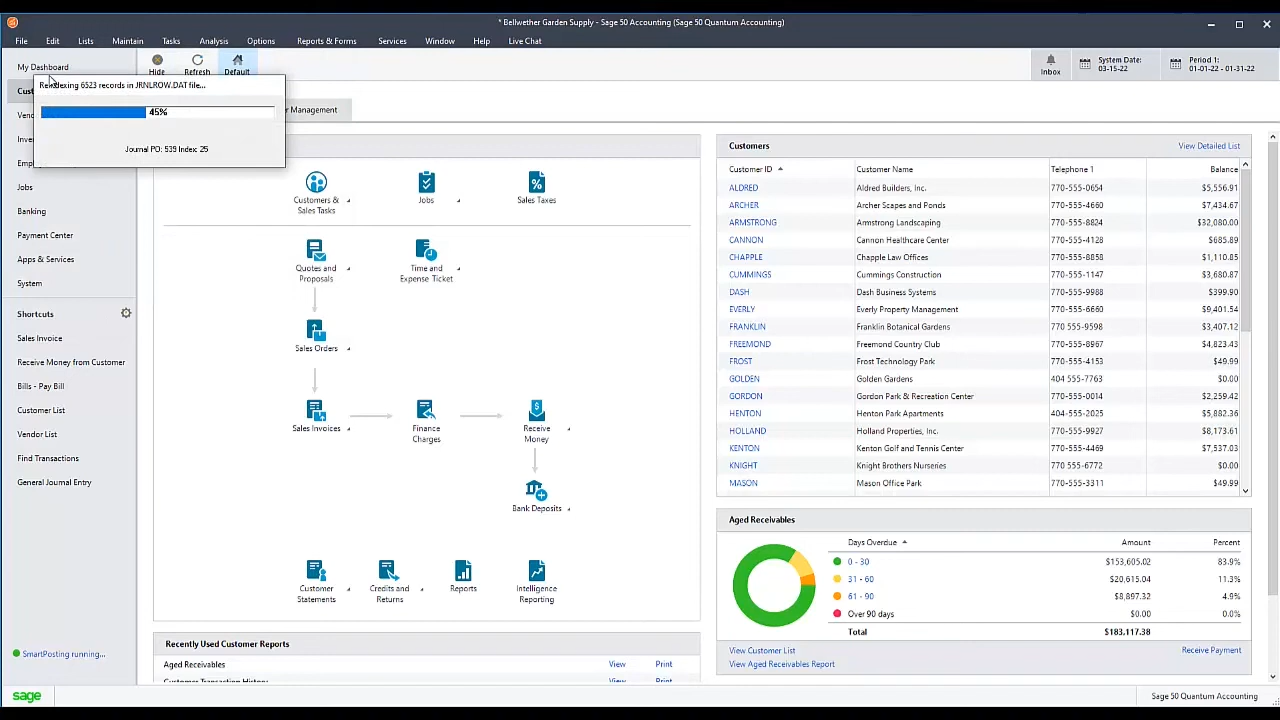 * Bellwether Garden Supply - Sage 50 Accounting (Sage 50 Quantum Accounting)
File Edit Lists Maintain Tasks Analysis Options Reports & Forms Services Window Help Live Chat
My Dashboard
Hide Refresh Default
Inbox
System Date:
03-15-22
Period 1:
01-01-22 - 01-31-22
Reindexing 6523 records in JRNLROW.DAT file...
45%
Journal PO: 539 Index: 25
Jobs
Banking
Payment Center
Apps & Services
System
Shortcuts
Sales Invoice
Receive Money from Customer
Bills - Pay Bill
Customer List
Vendor List
Find Transactions
General Journal Entry
SmartPosting running...
Customers & Sales Tasks
Jobs
Sales Taxes
Quotes and Proposals
Time and Expense Ticket
Sales Orders
Sales Invoices
Finance Charges
Receive Money
Bank Deposits
Customer Statements
Credits and Returns
Reports
Intelligence Reporting
Recently Used Customer Reports
Aged Receivables View Print
Customer Transaction History View Print
Customers View Detailed List
Customer ID Customer Name Telephone 1 Balance
ALDRED Aldred Builders, Inc. 770-555-0654 $5,556.91
ARCHER Archer Scapes and Ponds 770-555-4660 $7,434.67
ARMSTRONG Armstrong Landscaping 770-555-8824 $32,080.00
CANNON Cannon Healthcare Center 770-555-4128 $685.89
CHAPPLE Chapple Law Offices 770-555-8858 $1,110.85
CUMMINGS Cummings Construction 770-555-1147 $3,680.87
DASH Dash Business Systems 770-555-9988 $399.90
EVERLY Everly Property Management 770-555-6660 $9,401.54
FRANKLIN Franklin Botanical Gardens 770 555-9598 $3,407.12
FREEMOND Freemond Country Club 770-555-8967 $4,823.43
FROST Frost Technology Park 770-555-4153 $49.99
GOLDEN Golden Gardens 404 555-7763 $0.00
GORDON Gordon Park & Recreation Center 770-555-0014 $2,259.48
HENTON Henton Park Apartments 404-555-2025 $5,882.36
HOLLAND Holland Properties, Inc. 770-555-9927 $8,173.61
KENTON Kenton Golf and Tennis Center 770-555-4489 $7,537.03
KNIGHT Knight Brothers Nurseries 770 555-6772 $0.00
MASON Mason Office Park 770-555-3311 $49.99
Aged Receivables
Days Overdue Amount Percent
0 - 30 $153,605.02 83.9%
31 - 60 $20,615.04 11.3%
61 - 90 $8,897.32 4.9%
Over 90 days $0.00 0.0%
Total $183,117.38
View Customer List Receive Payment
View Aged Receivables Report
sage
Sage 50 Quantum Accounting